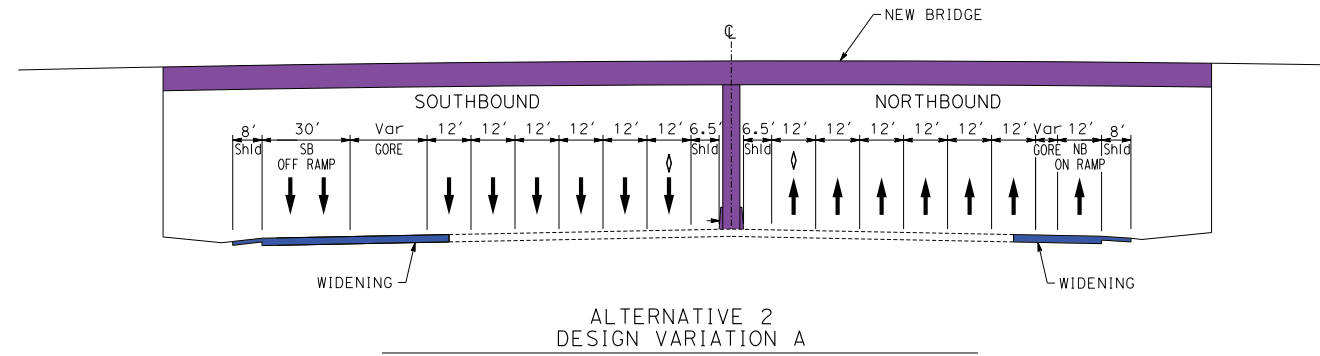 NEW BRIDGE
℄
SOUTHBOUND NORTHBOUND
8' 30' Var 12' 12' 12' 12' 12' 12' 6.5' 6.5' 12' 12' 12' 12' 12' 12' Var 12' 8'
Shld SB GORE Shld Shld GORE NB Shld
OFF RAMP ON RAMP
WIDENING WIDENING
ALTERNATIVE 2
DESIGN VARIATION A